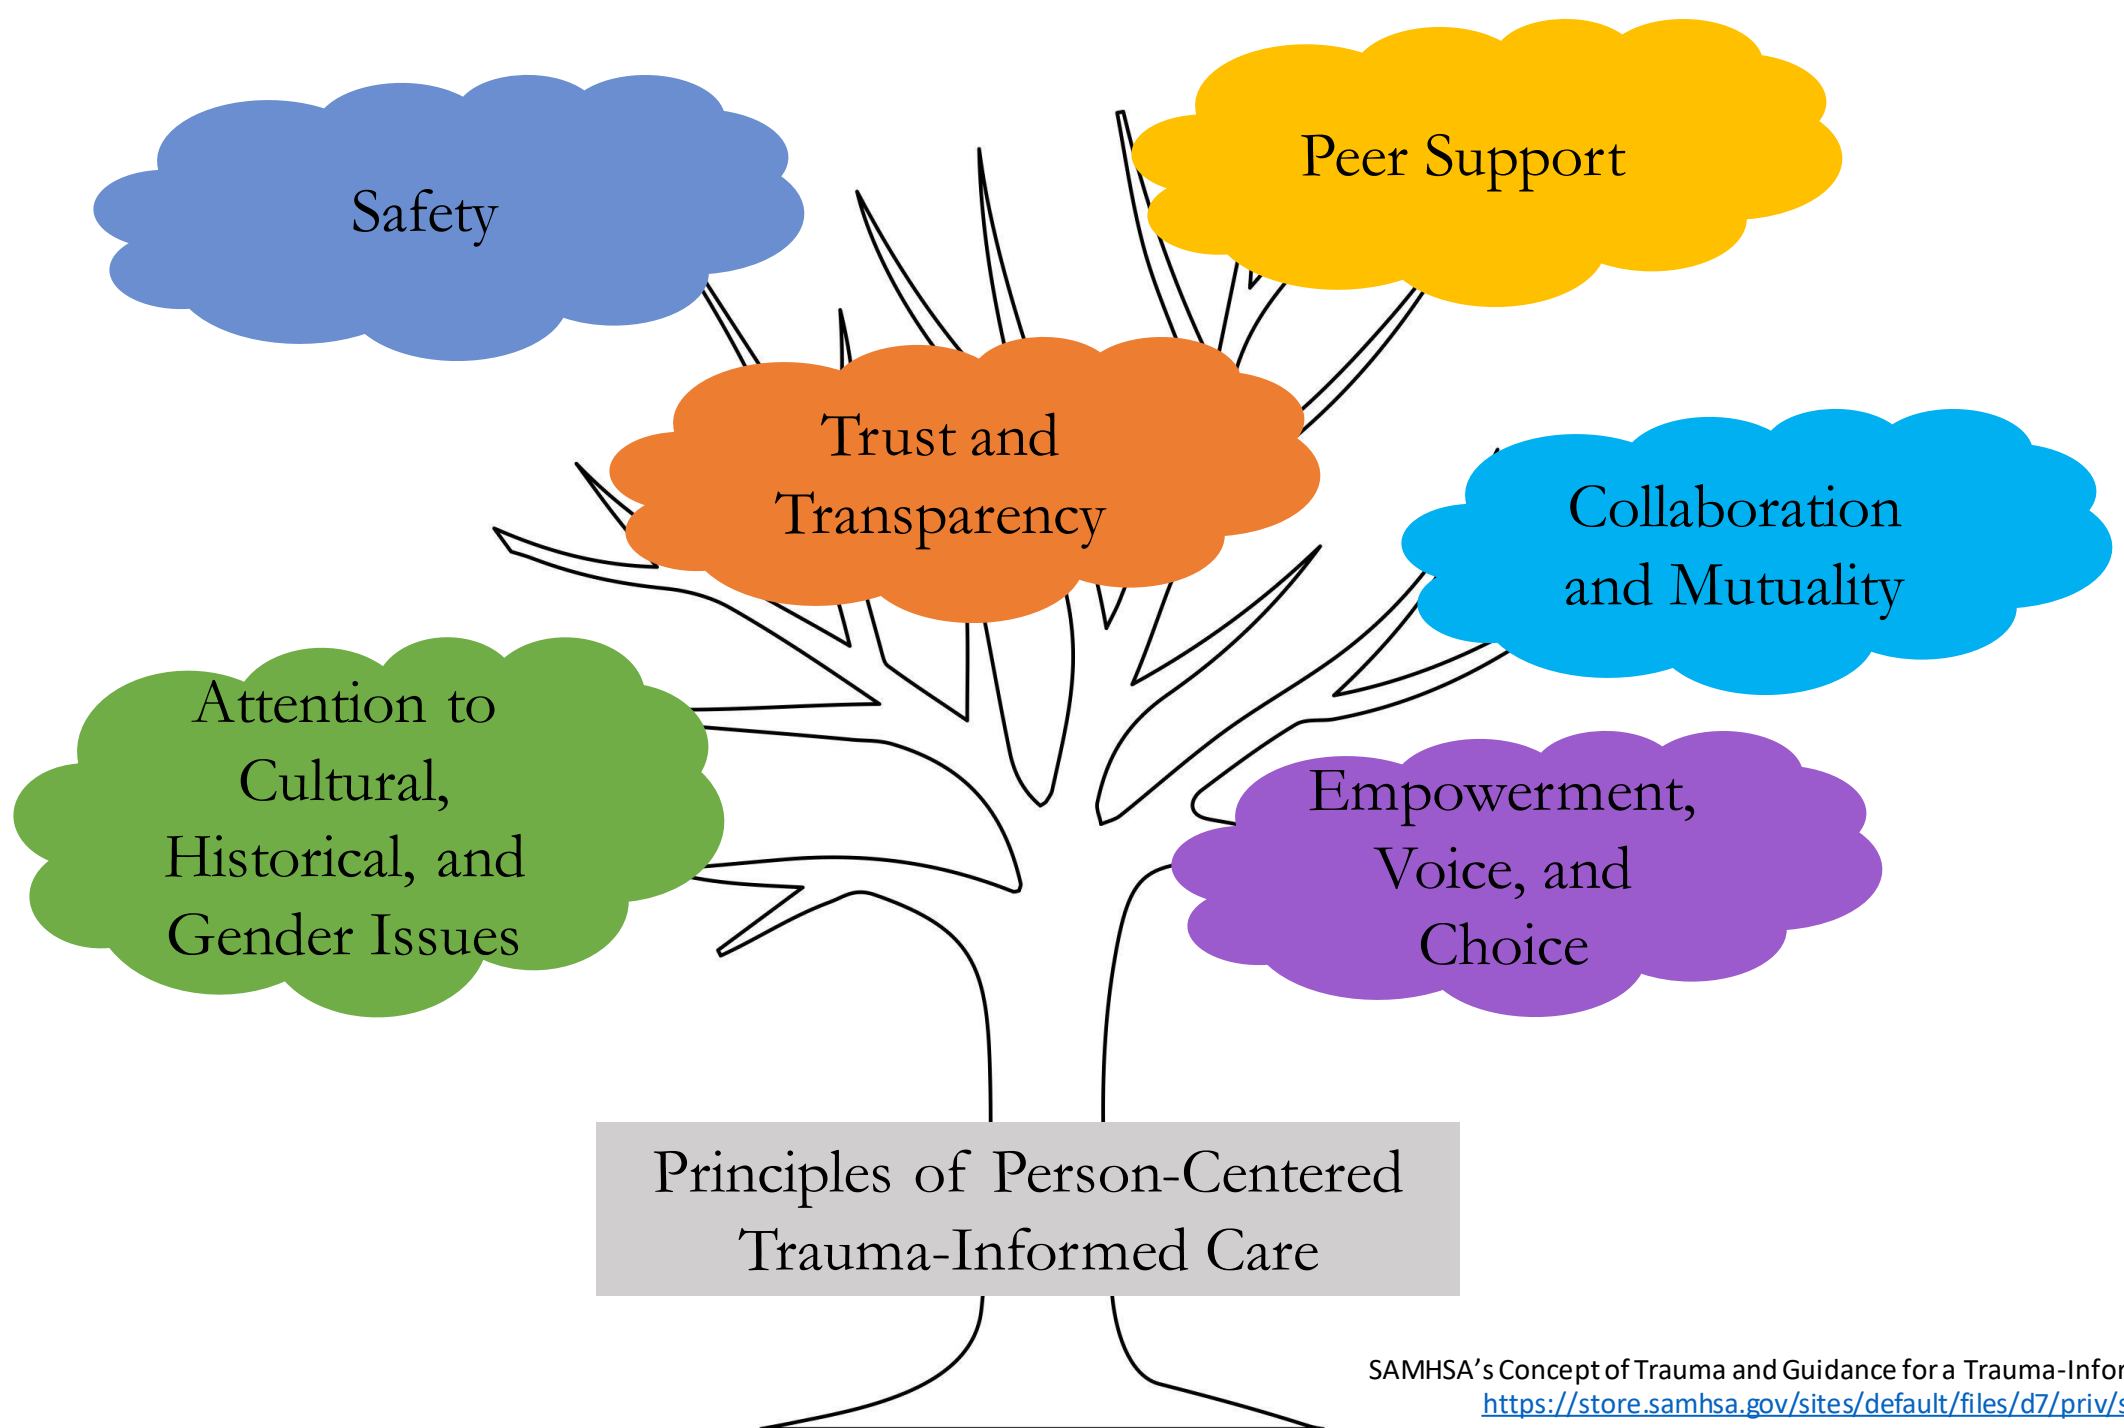 Safety
Peer Support
Trust and
Transparency
Collaboration
and Mutuality
Attention to
Cultural,
Historical, and
Gender Issues
Empowerment,
Voice, and
Choice
Principles of Person-Centered
Trauma-Informed Care
SAMHSA's Concept of Trauma and Guidance for a Trauma-Infor
https://store.samhsa.gov/sites/default/files/d7/priv/s